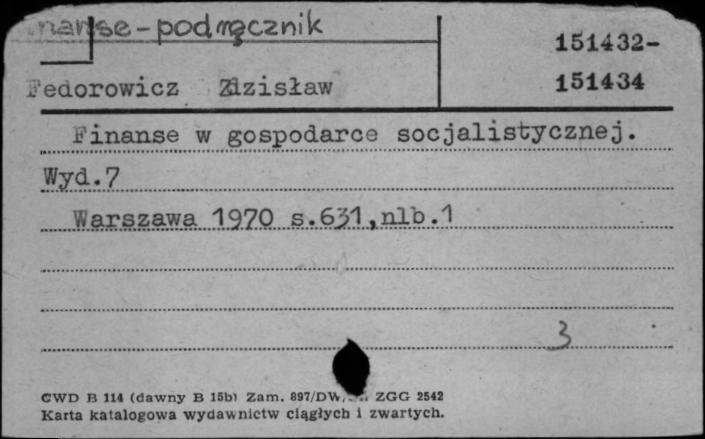 Finanse - podręcznik
151432-
151434
Fedorowicz Zdzisław
Finanse w gospodarce socjalistycznej.
Wyd.7
Warszawa 1970 s.631,nlb.1
3
CWD B 114 (dawny B 15b) Zam. 897/DW/ ZGG 2542
Karta katalogowa wydawnictw ciągłych i zwartych.